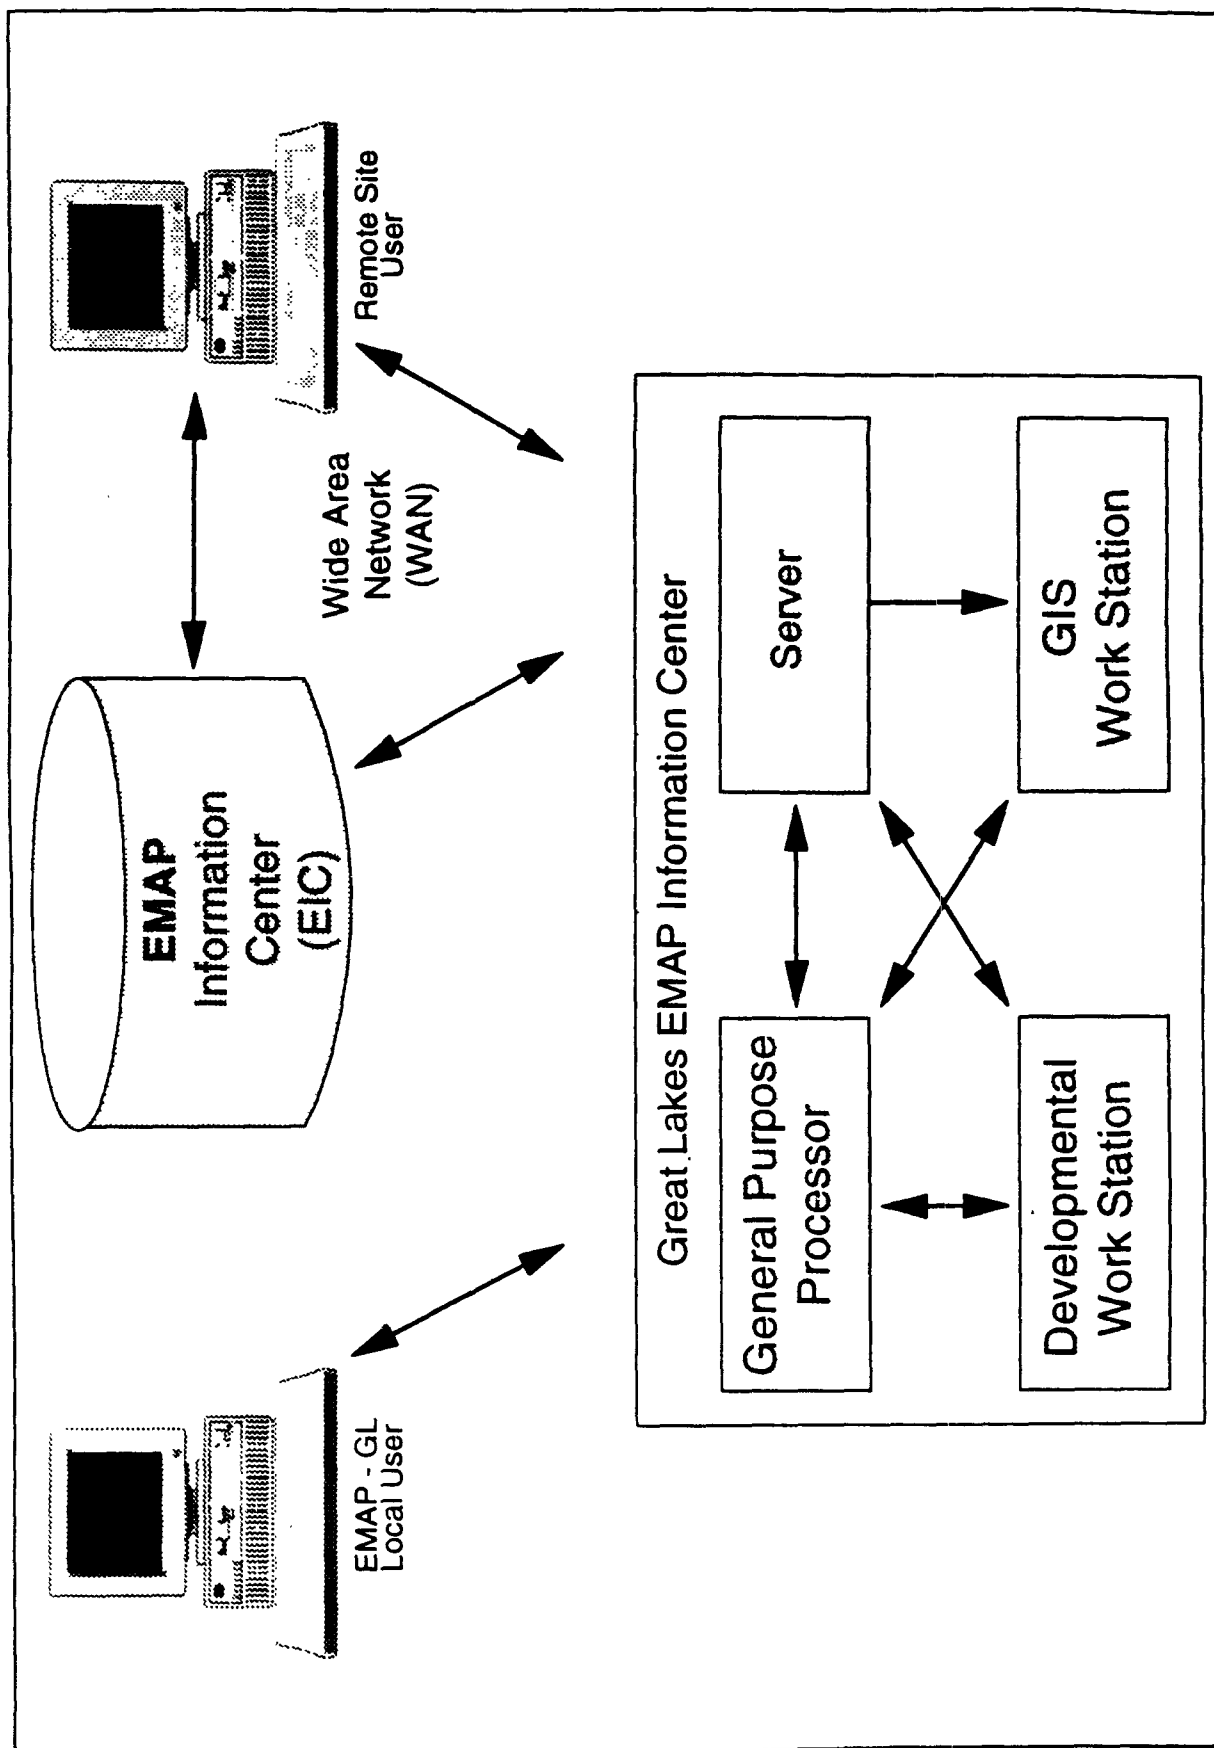 EMAP - GL
Local User
EMAP
Information
Center
(EIC)
Remote Site
User
Wide Area
Network
(WAN)
Great Lakes EMAP Information Center
General Purpose
Processor
Server
Developmental
Work Station
GIS
Work Station